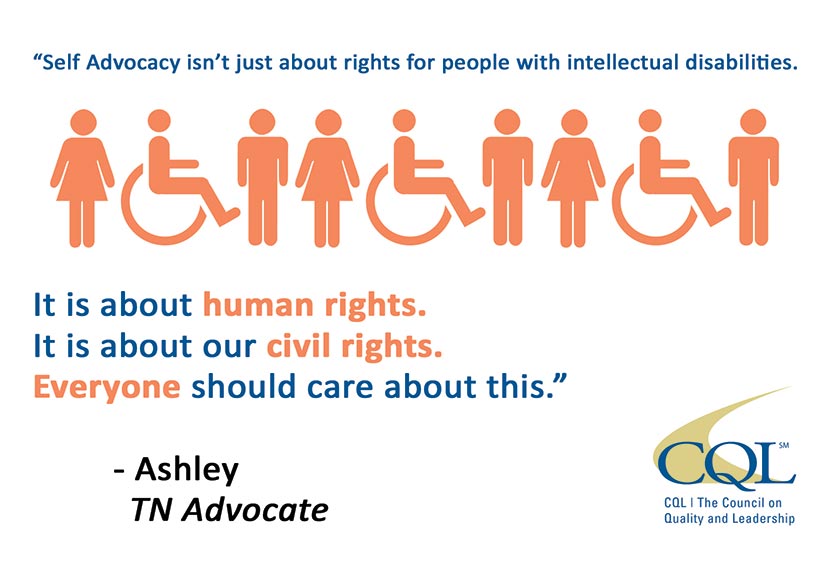 “Self Advocacy isn’t just about rights for people with intellectual disabilities.
It is about human rights.
It is about our civil rights.
Everyone should care about this.”
- Ashley
TN Advocate
CQL SM
CQL | The Council on
Quality and Leadership